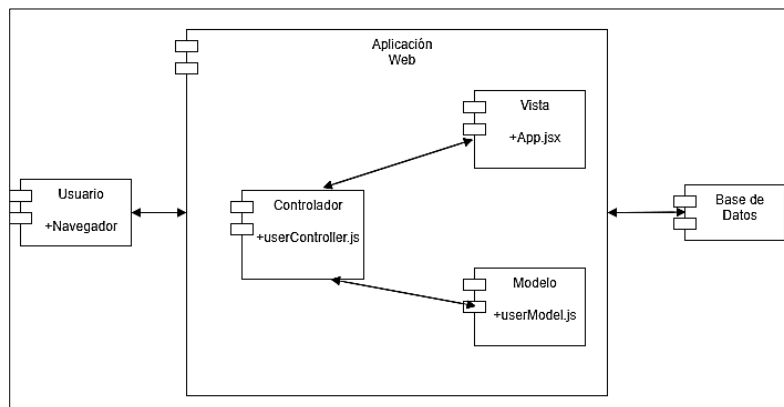 Aplicación
Web
Vista
+App.jsx
Usuario
+Navegador
Controlador
+userController.js
Base de
Datos
Modelo
+userModel.js